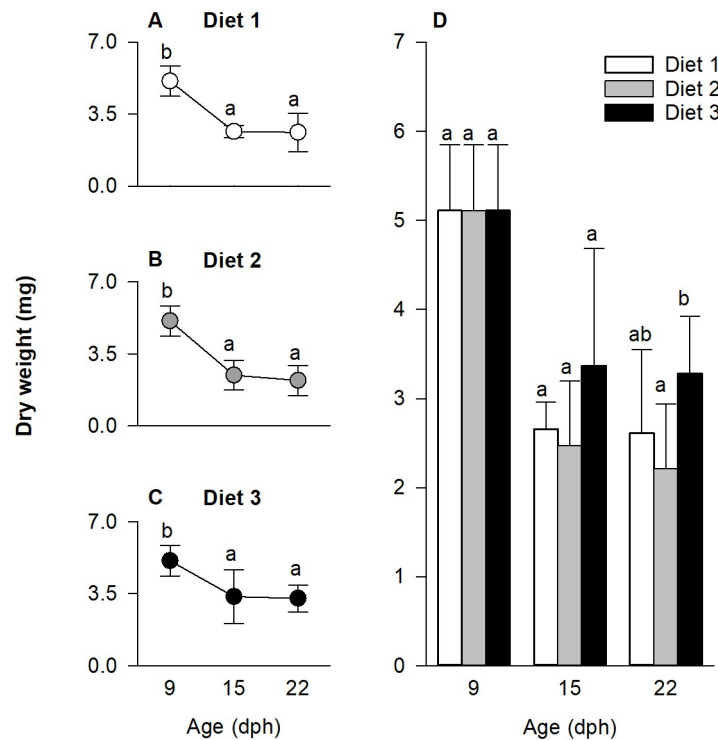 A Diet 1
7.0
3.5
0.0
b
a
a
B Diet 2
7.0
3.5
0.0
b
a
a
C Diet 3
7.0
3.5
0.0
b
a
a
9 15 22
Age (dph)
Dry weight (mg)
D
Diet 1
Diet 2
Diet 3
7
6
5
4
3
2
1
0
a a a
a a a
ab a b
9 15 22
Age (dph)